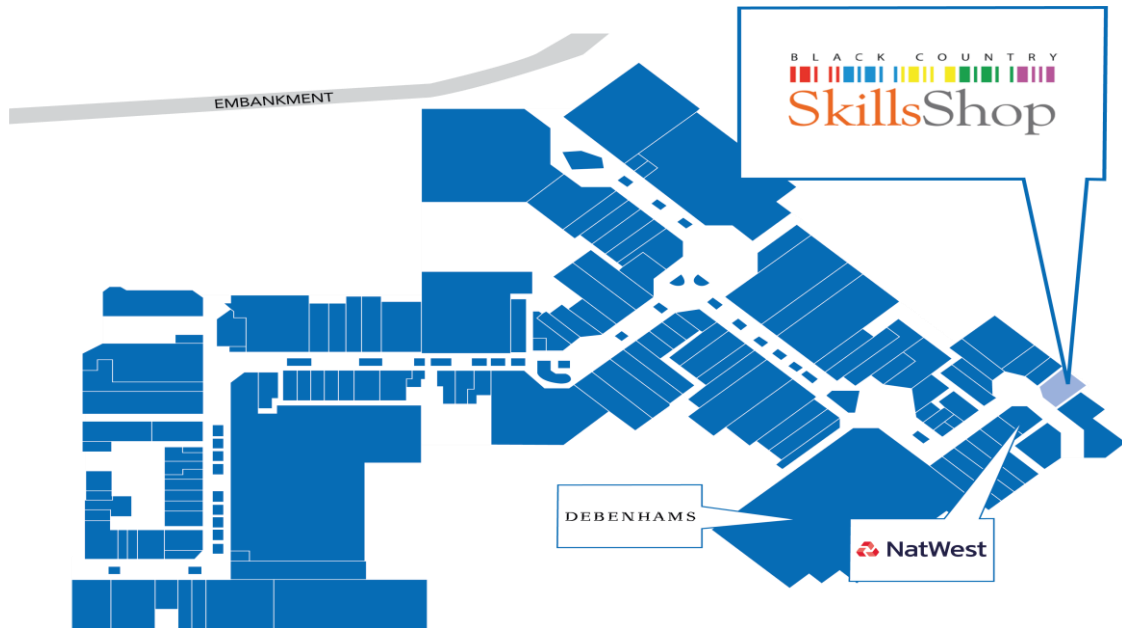 BLACK COUNTRY
SkillsShop
EMBANKMENT
DEBENHAMS
NatWest